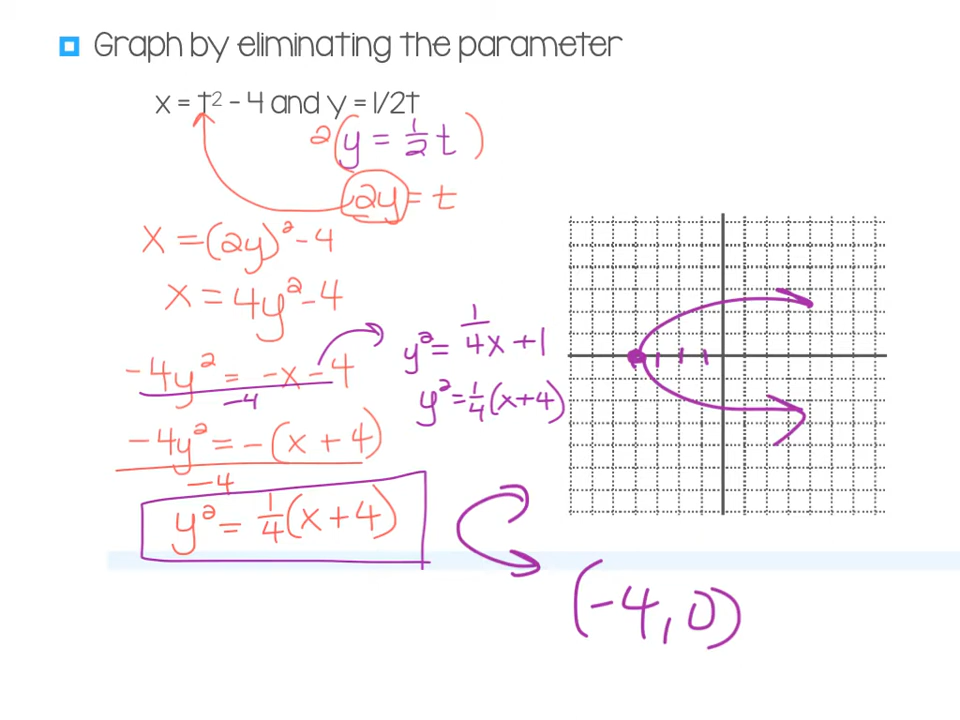 Graph by eliminating the parameter
x = t² - 4 and y = 1/2t
2(y = 1/2 t)
2y = t
x = (2y)² - 4
x = 4y² - 4
-4y² = -x - 4
-4
-4y² = -(x + 4)
-4
y² = 1/4(x + 4)
y² = 1/4x + 1
y² = 1/4(x+4)
(-4, 0)